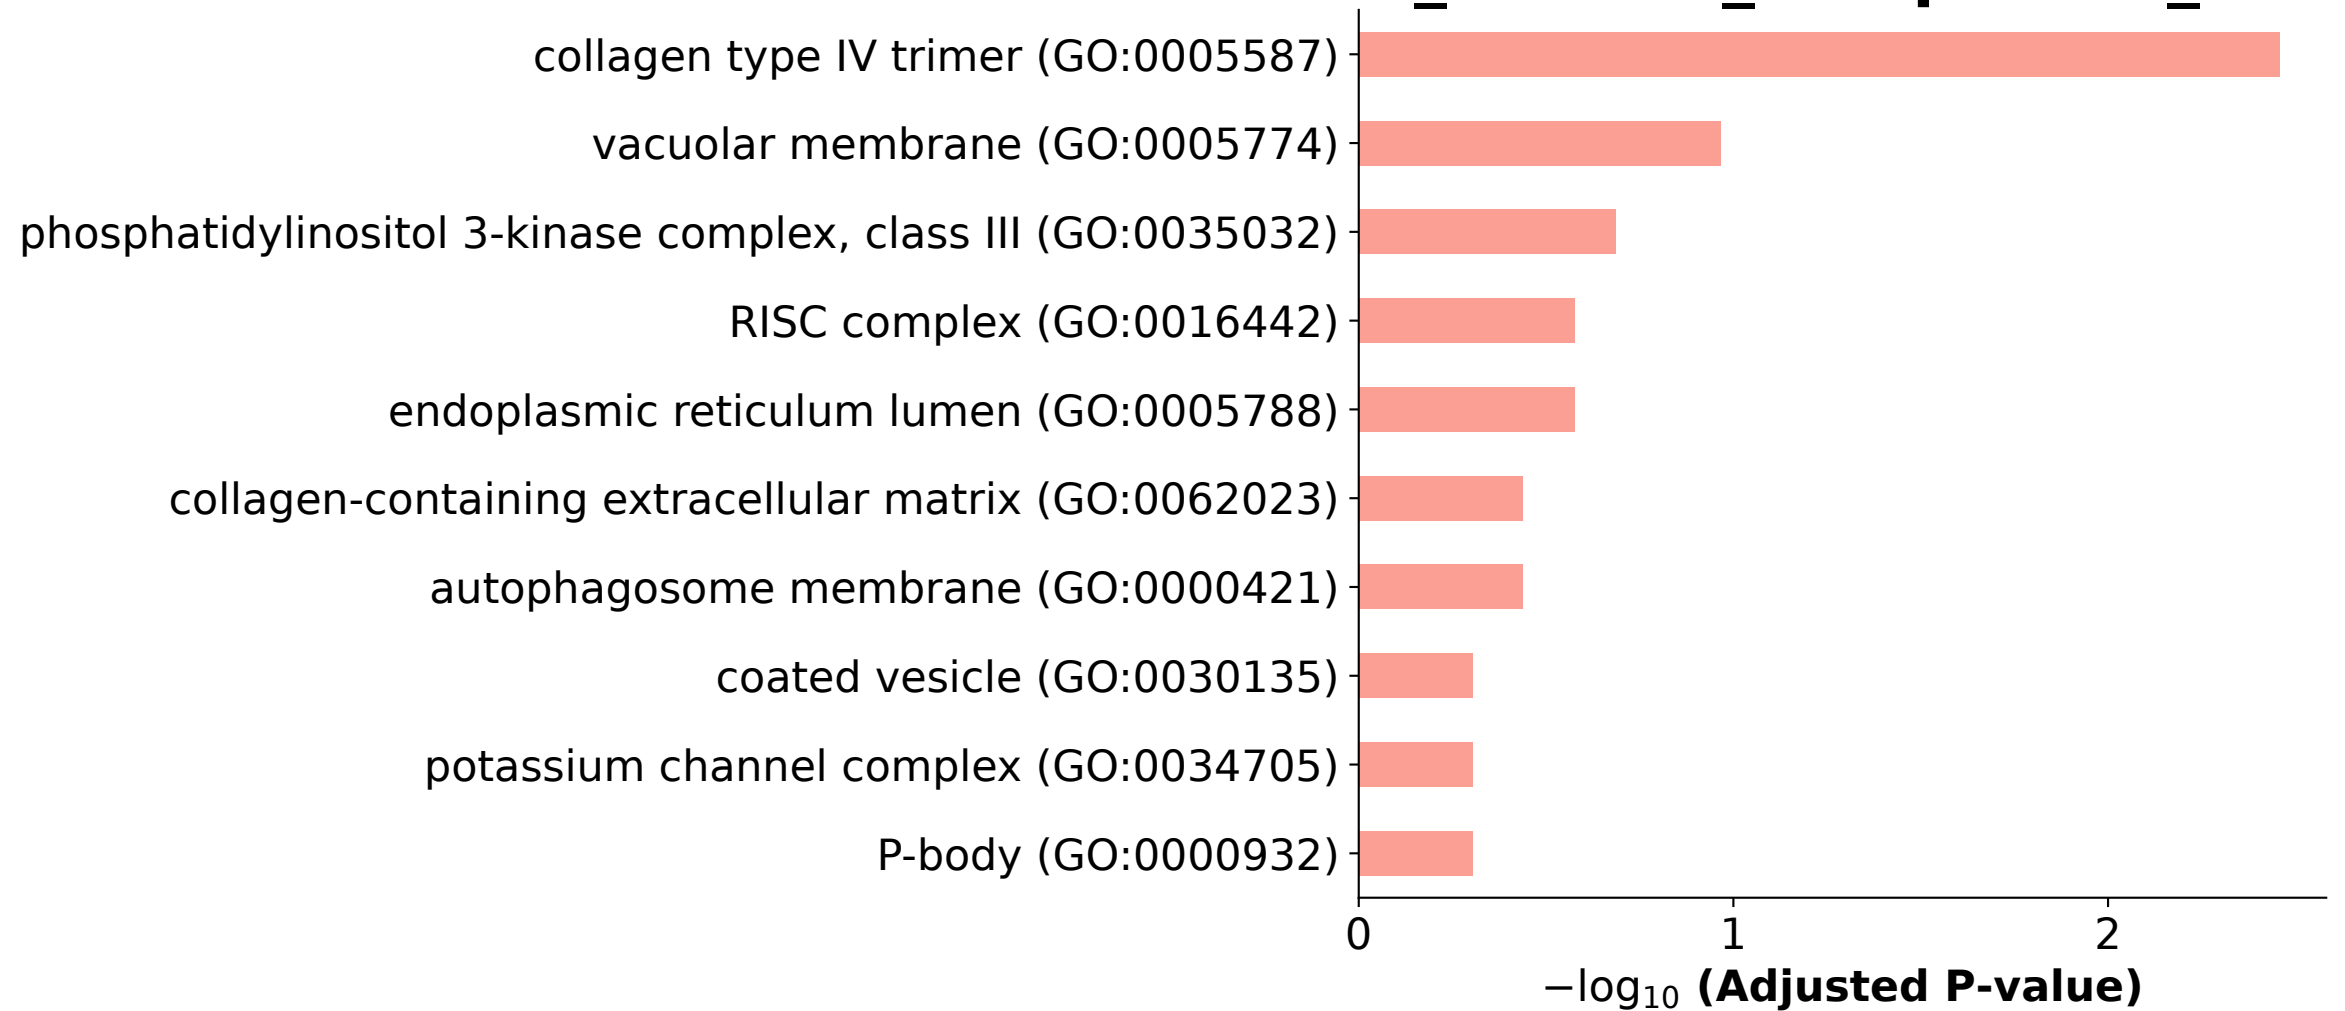 collagen type IV trimer (GO:0005587)
vacuolar membrane (GO:0005774)
phosphatidylinositol 3-kinase complex, class III (GO:0035032)
RISC complex (GO:0016442)
endoplasmic reticulum lumen (GO:0005788)
collagen-containing extracellular matrix (GO:0062023)
autophagosome membrane (GO:0000421)
coated vesicle (GO:0030135)
potassium channel complex (GO:0034705)
P-body (GO:0000932)
0 1 2
−log₁₀ (Adjusted P-value)